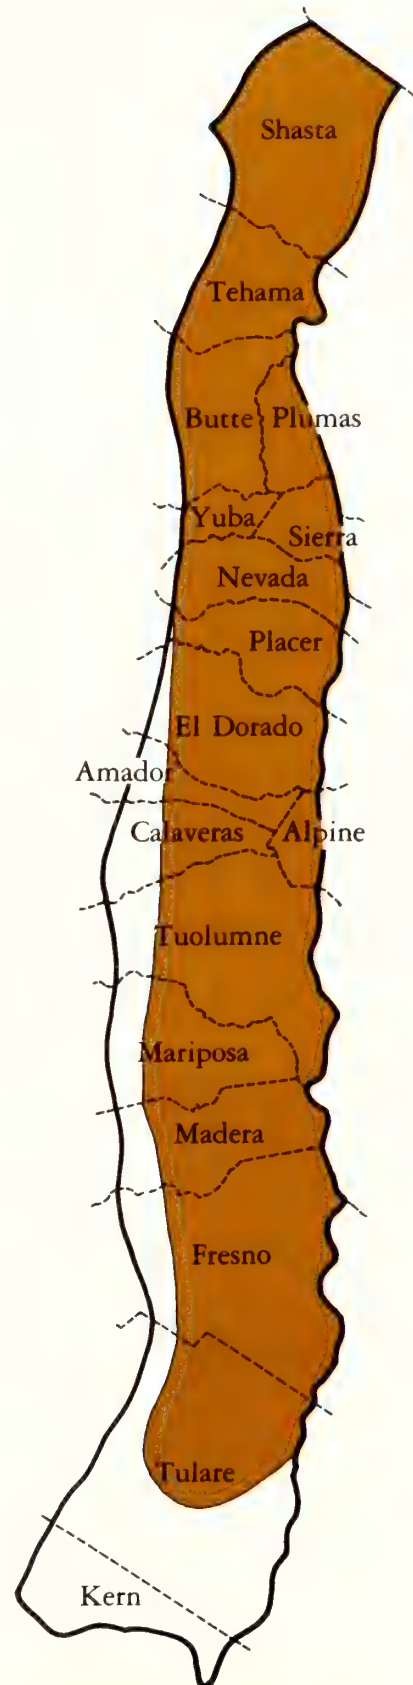 Shasta
Tehama
Butte
Plumas
Yuba
Sierra
Nevada
Placer
El Dorado
Amador
Calaveras
Alpine
Tuolumne
Mariposa
Madera
Fresno
Tulare
Kern